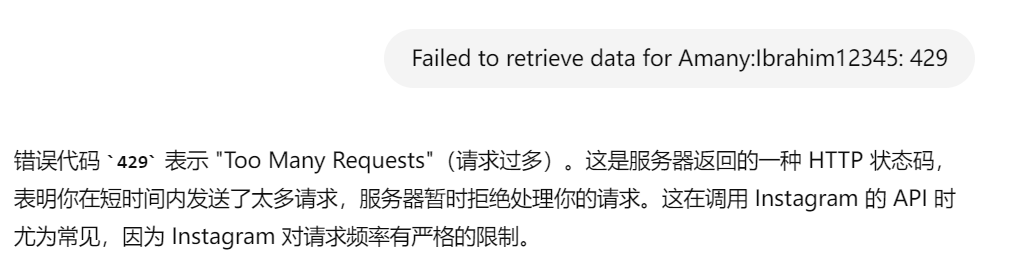 Failed to retrieve data for Amany:Ibrahim12345: 429
错误代码 `429` 表示 "Too Many Requests"（请求过多）。这是服务器返回的一种 HTTP 状态码，
表明你在短时间内发送了太多请求，服务器暂时拒绝处理你的请求。这在调用 Instagram 的 API 时
尤为常见，因为 Instagram 对请求频率有严格的限制。